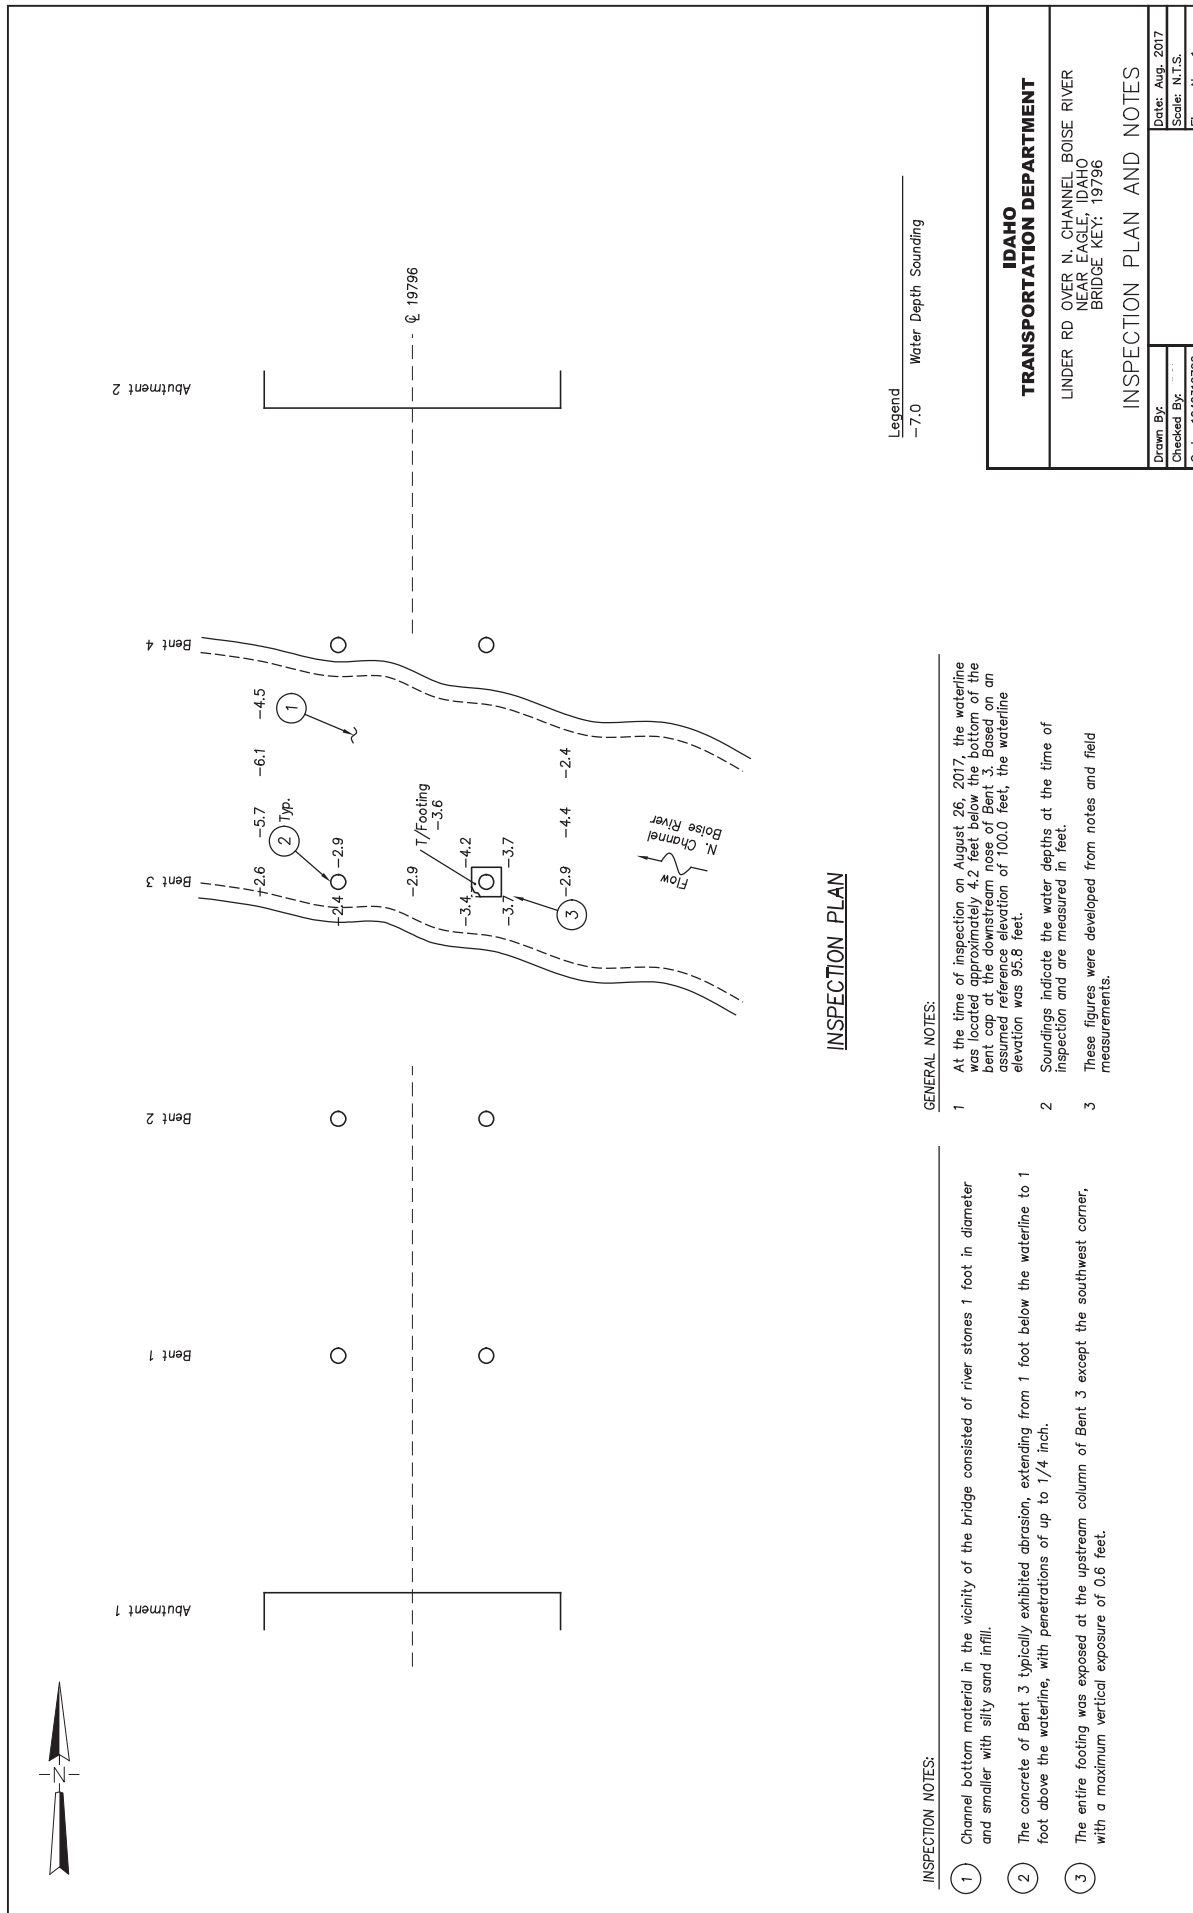 Abutment 1
Bent 1
Bent 2
Bent 3
Bent 4
Abutment 2
N
-2.6
-5.7
-6.1
-4.5
2
Typ.
1
-2.4
-2.9
-2.9
T/Footing
-3.6
-3.4
-4.2
-3.7
-3.7
3
-2.9
-4.4
-2.4
Flow
N. Channel
Boise River
℄ 19796
INSPECTION PLAN
Legend
-7.0 Water Depth Sounding
INSPECTION NOTES:
1 Channel bottom material in the vicinity of the bridge consisted of river stones 1 foot in diameter
and smaller with silty sand infill.
2 The concrete of Bent 3 typically exhibited abrasion, extending from 1 foot below the waterline to 1
foot above the waterline, with penetrations of up to 1/4 inch.
3 The entire footing was exposed at the upstream column of Bent 3 except the southwest corner,
with a maximum vertical exposure of 0.6 feet.
GENERAL NOTES:
1 At the time of inspection on August 26, 2017, the waterline
was located approximately 4.2 feet below the bottom of the
bent cap at the downstream nose of Bent 3. Based on an
assumed reference elevation of 100.0 feet, the waterline
elevation was 95.8 feet.
2 Soundings indicate the water depths at the time of
inspection and are measured in feet.
3 These figures were developed from notes and field
measurements.
IDAHO
TRANSPORTATION DEPARTMENT
LINDER RD OVER N. CHANNEL BOISE RIVER
NEAR EAGLE, IDAHO
BRIDGE KEY: 19796
INSPECTION PLAN AND NOTES
Drawn By:
Date: Aug. 2017
Checked By:
Scale: N.T.S.